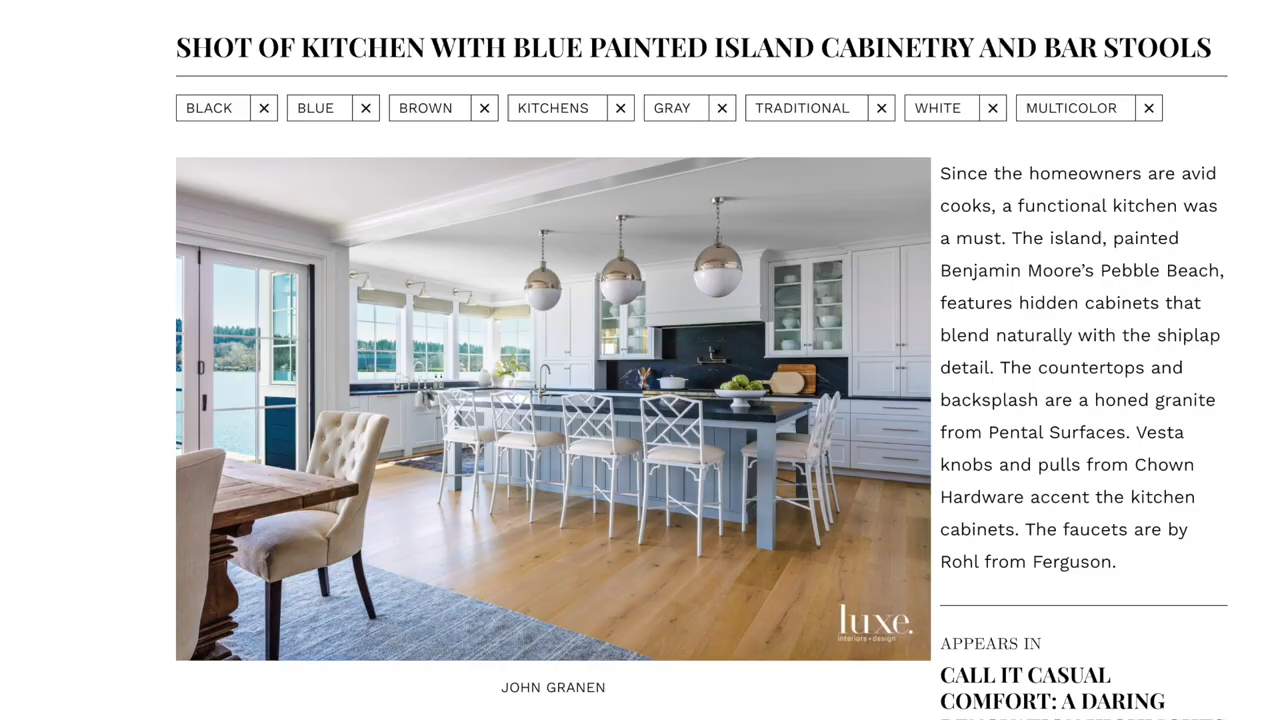 SHOT OF KITCHEN WITH BLUE PAINTED ISLAND CABINETRY AND BAR STOOLS
BLACK × BLUE × BROWN × KITCHENS × GRAY × TRADITIONAL × WHITE × MULTICOLOR ×
Since the homeowners are avid
cooks, a functional kitchen was
a must. The island, painted
Benjamin Moore’s Pebble Beach,
features hidden cabinets that
blend naturally with the shiplap
detail. The countertops and
backsplash are a honed granite
from Pental Surfaces. Vesta
knobs and pulls from Chown
Hardware accent the kitchen
cabinets. The faucets are by
Rohl from Ferguson.
luxe.
interiors+design
JOHN GRANEN
APPEARS IN
CALL IT CASUAL
COMFORT: A DARING